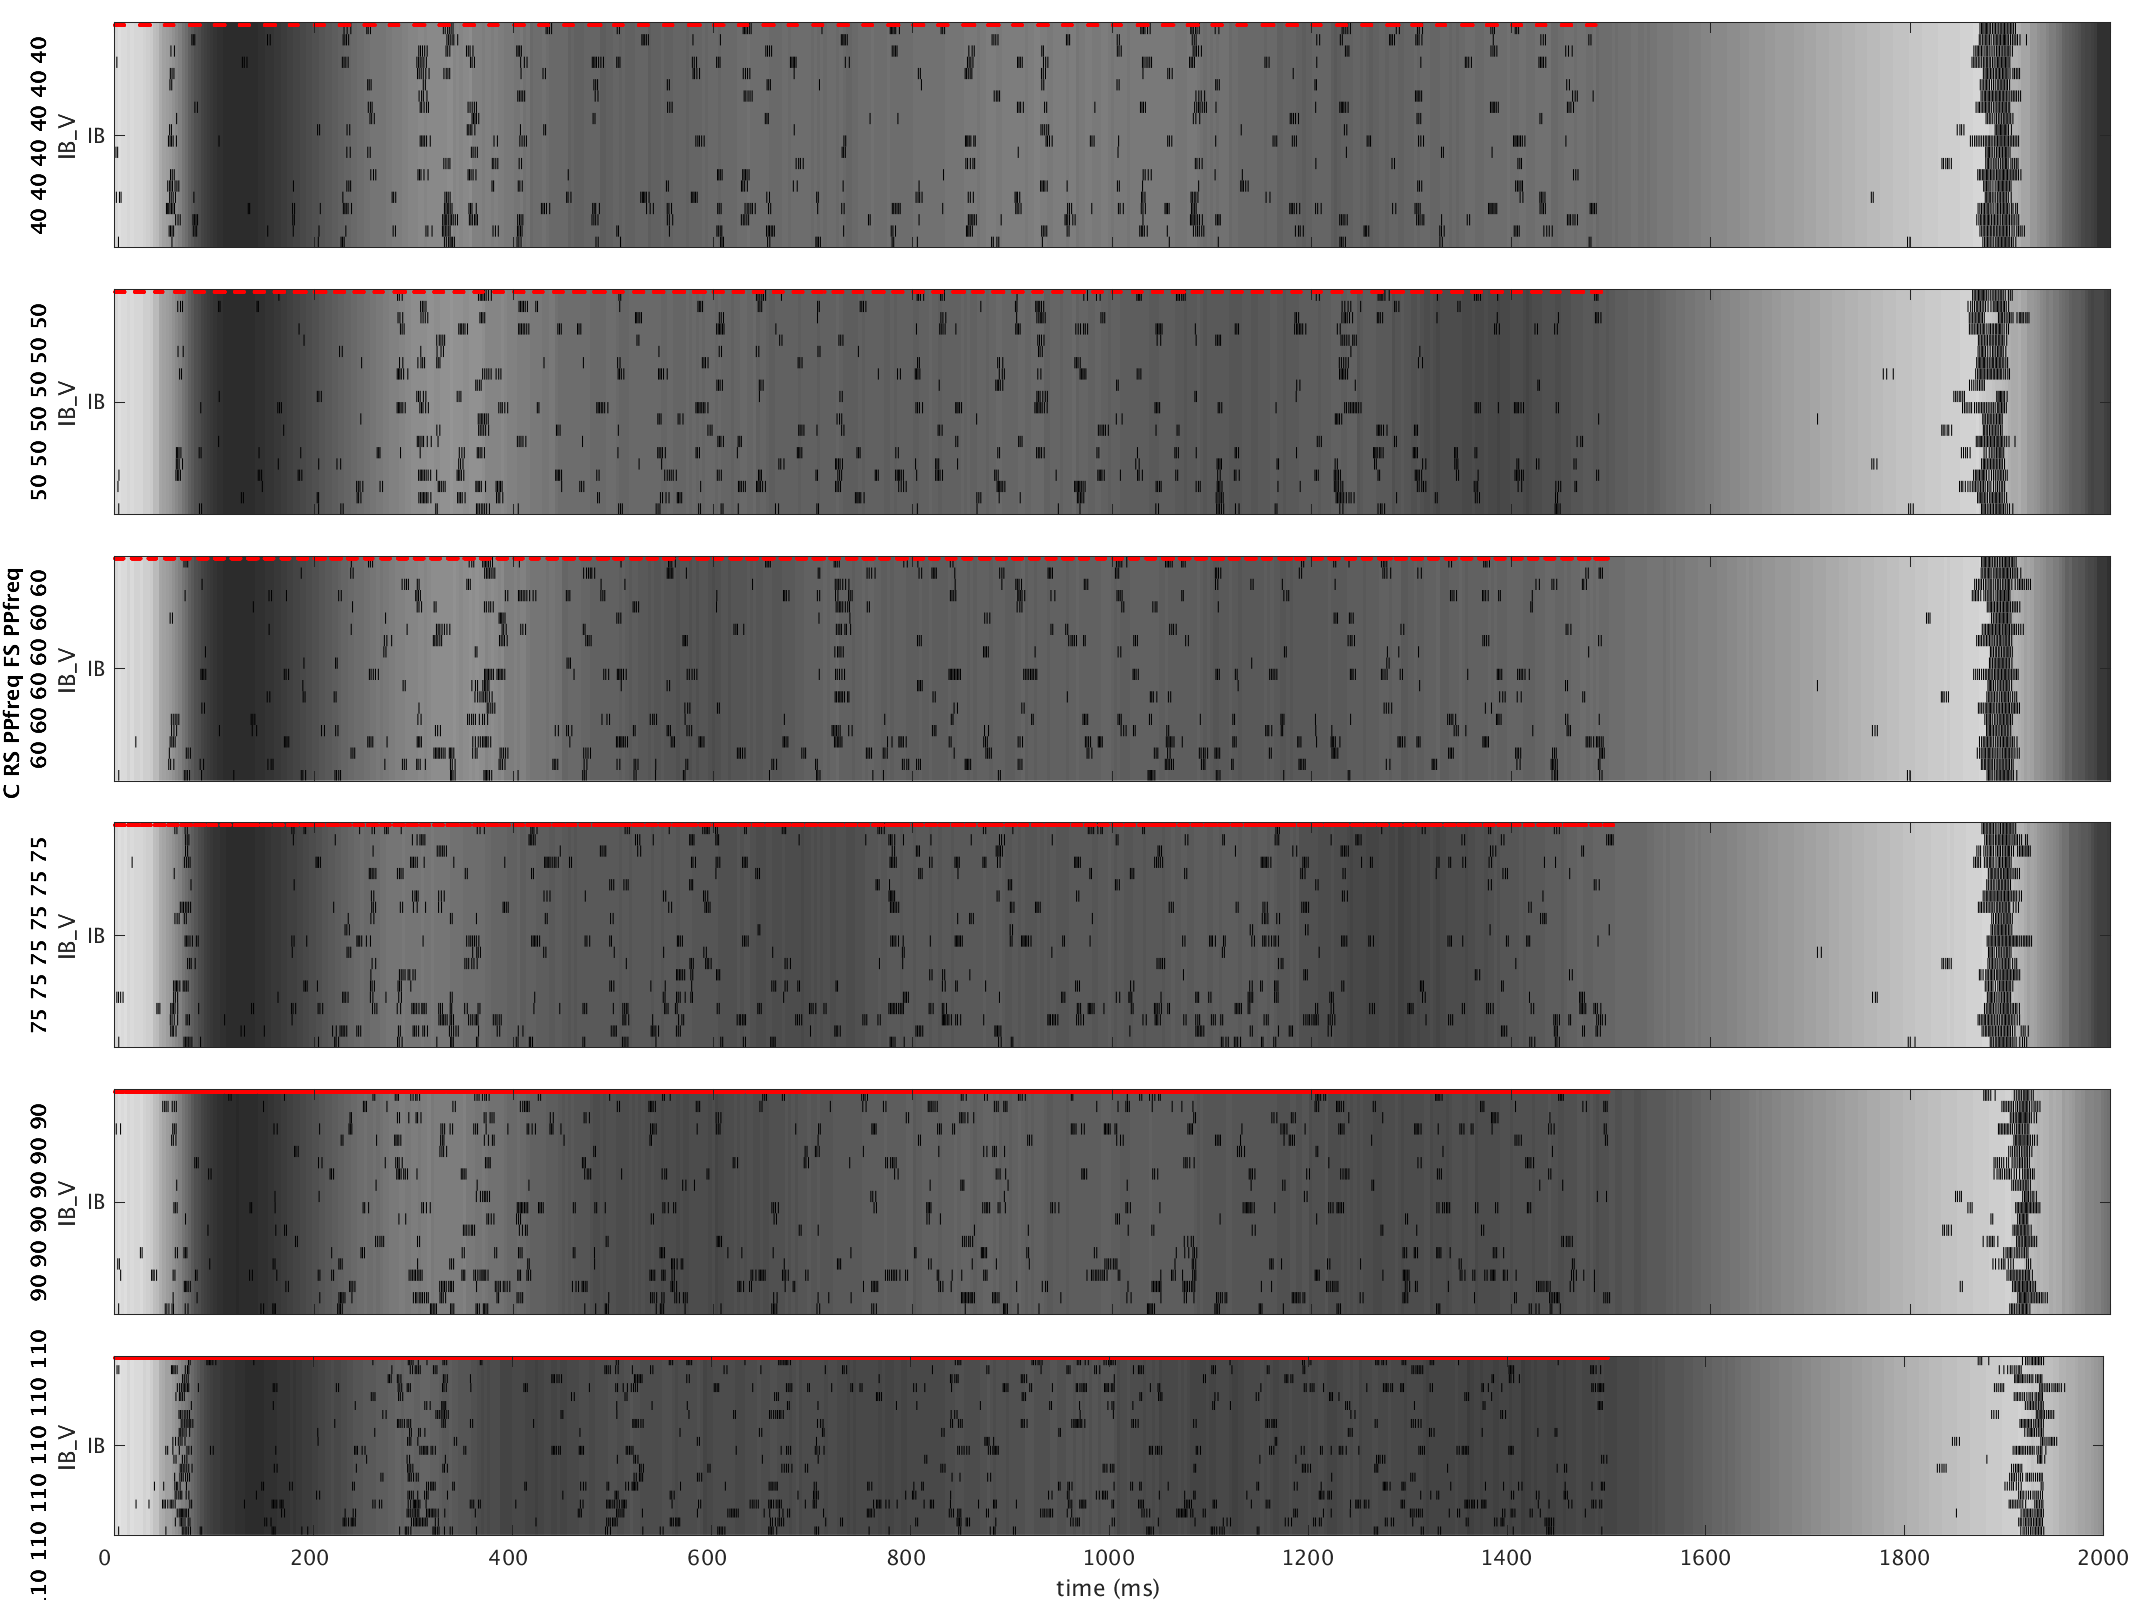 40 40 40 40 40 40 40
IB_V
IB
50 50 50 50 50 50 50
IB_V
IB
C RS PPfreq FS PPfreq
60 60 60 60 60 60 60
IB_V
IB
75 75 75 75 75 75 75
IB_V
IB
90 90 90 90 90 90 90
IB_V
IB
110 110 110 110 110 110
IB_V
IB
0 200 400 600 800 1000 1200 1400 1600 1800 2000
time (ms)